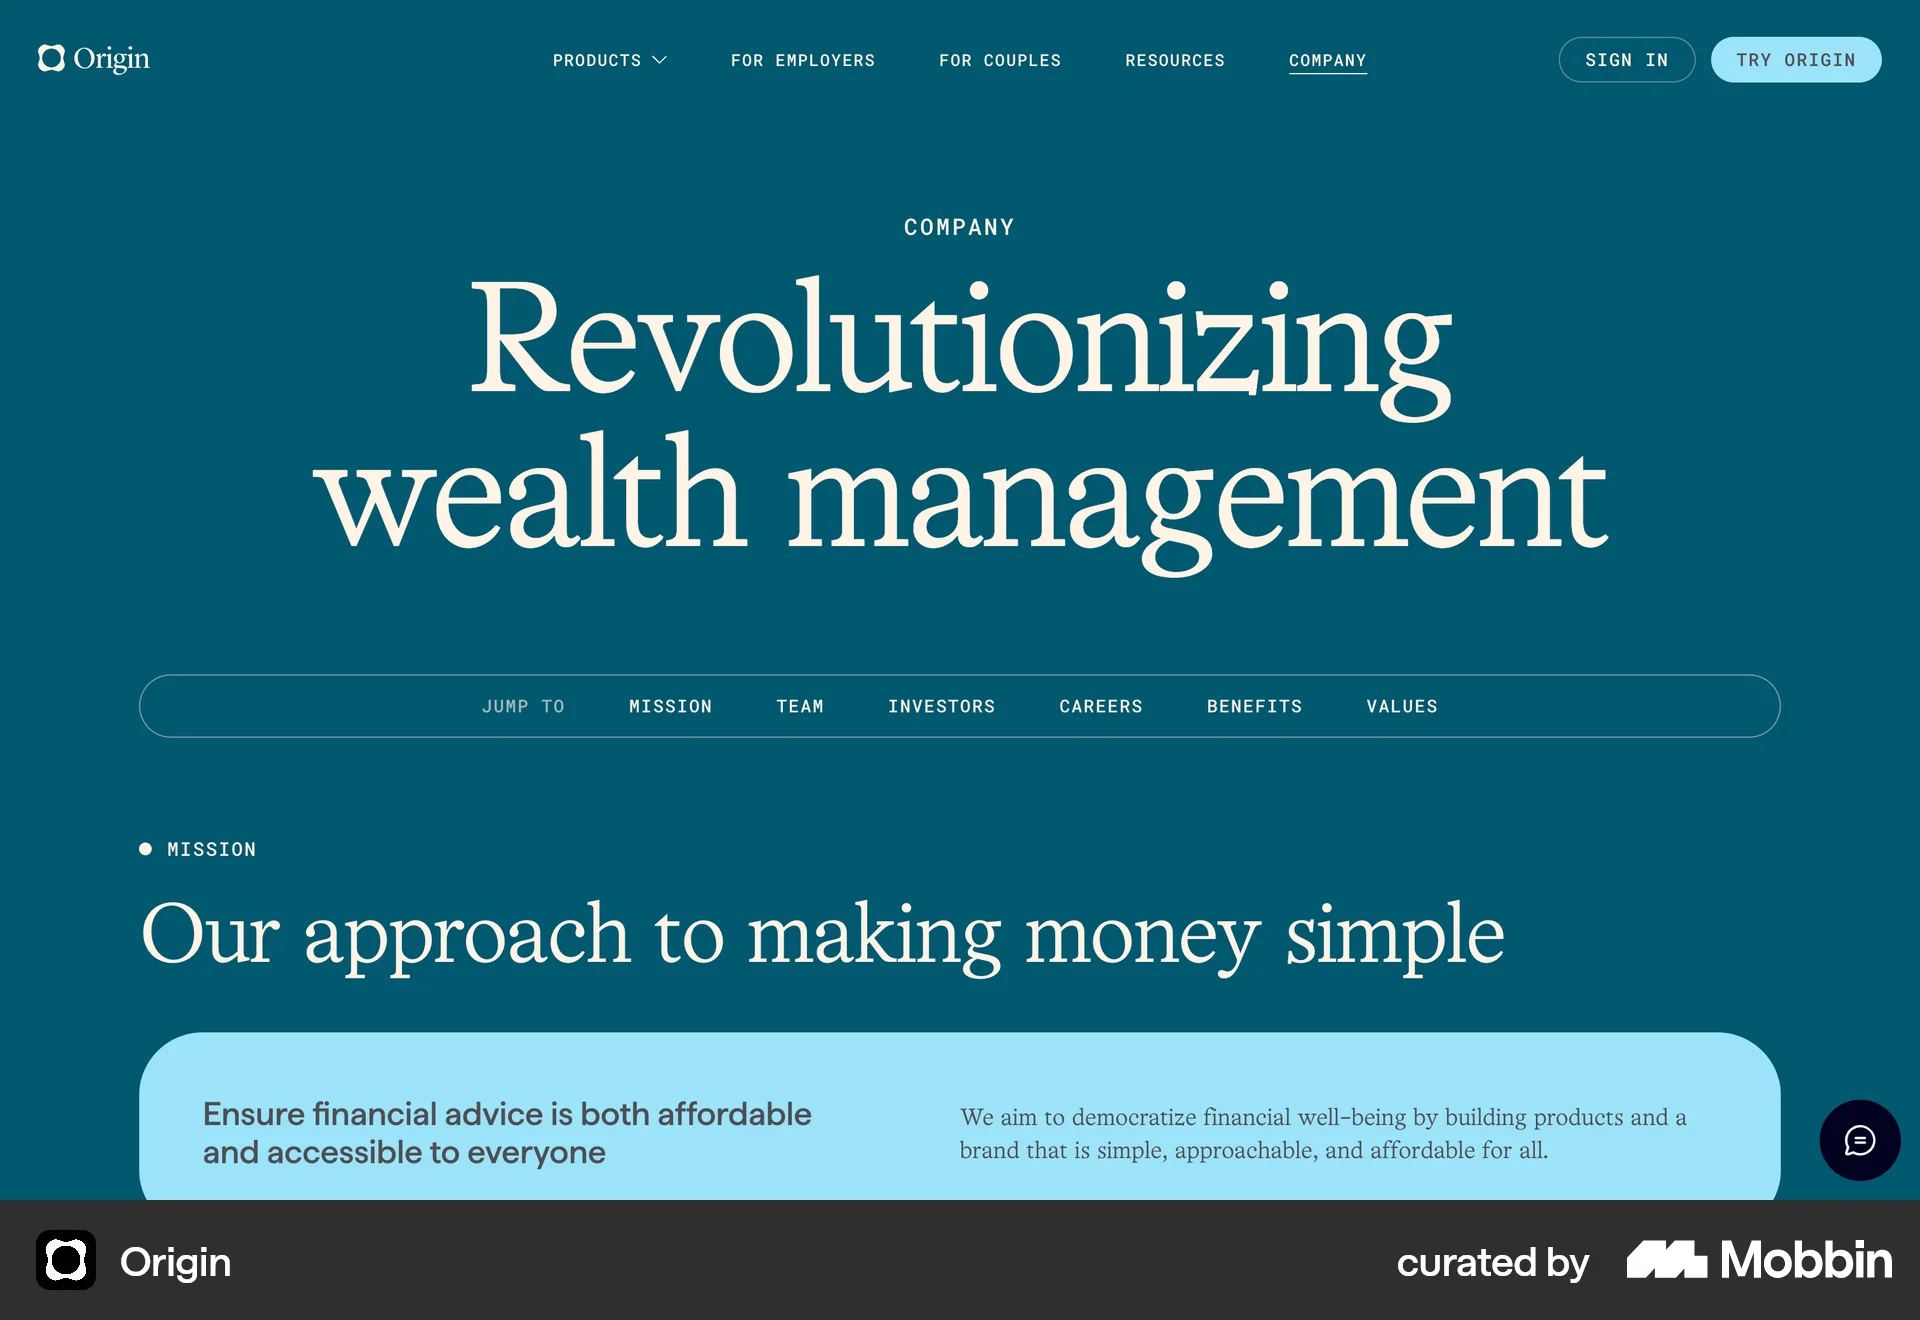 Origin
PRODUCTS
FOR EMPLOYERS
FOR COUPLES
RESOURCES
COMPANY
SIGN IN
TRY ORIGIN
COMPANY
Revolutionizing
wealth management
JUMP TO
MISSION
TEAM
INVESTORS
CAREERS
BENEFITS
VALUES
MISSION
Our approach to making money simple
Ensure financial advice is both affordable
and accessible to everyone
We aim to democratize financial well-being by building products and a
brand that is simple, approachable, and affordable for all.
Origin
curated by
Mobbin